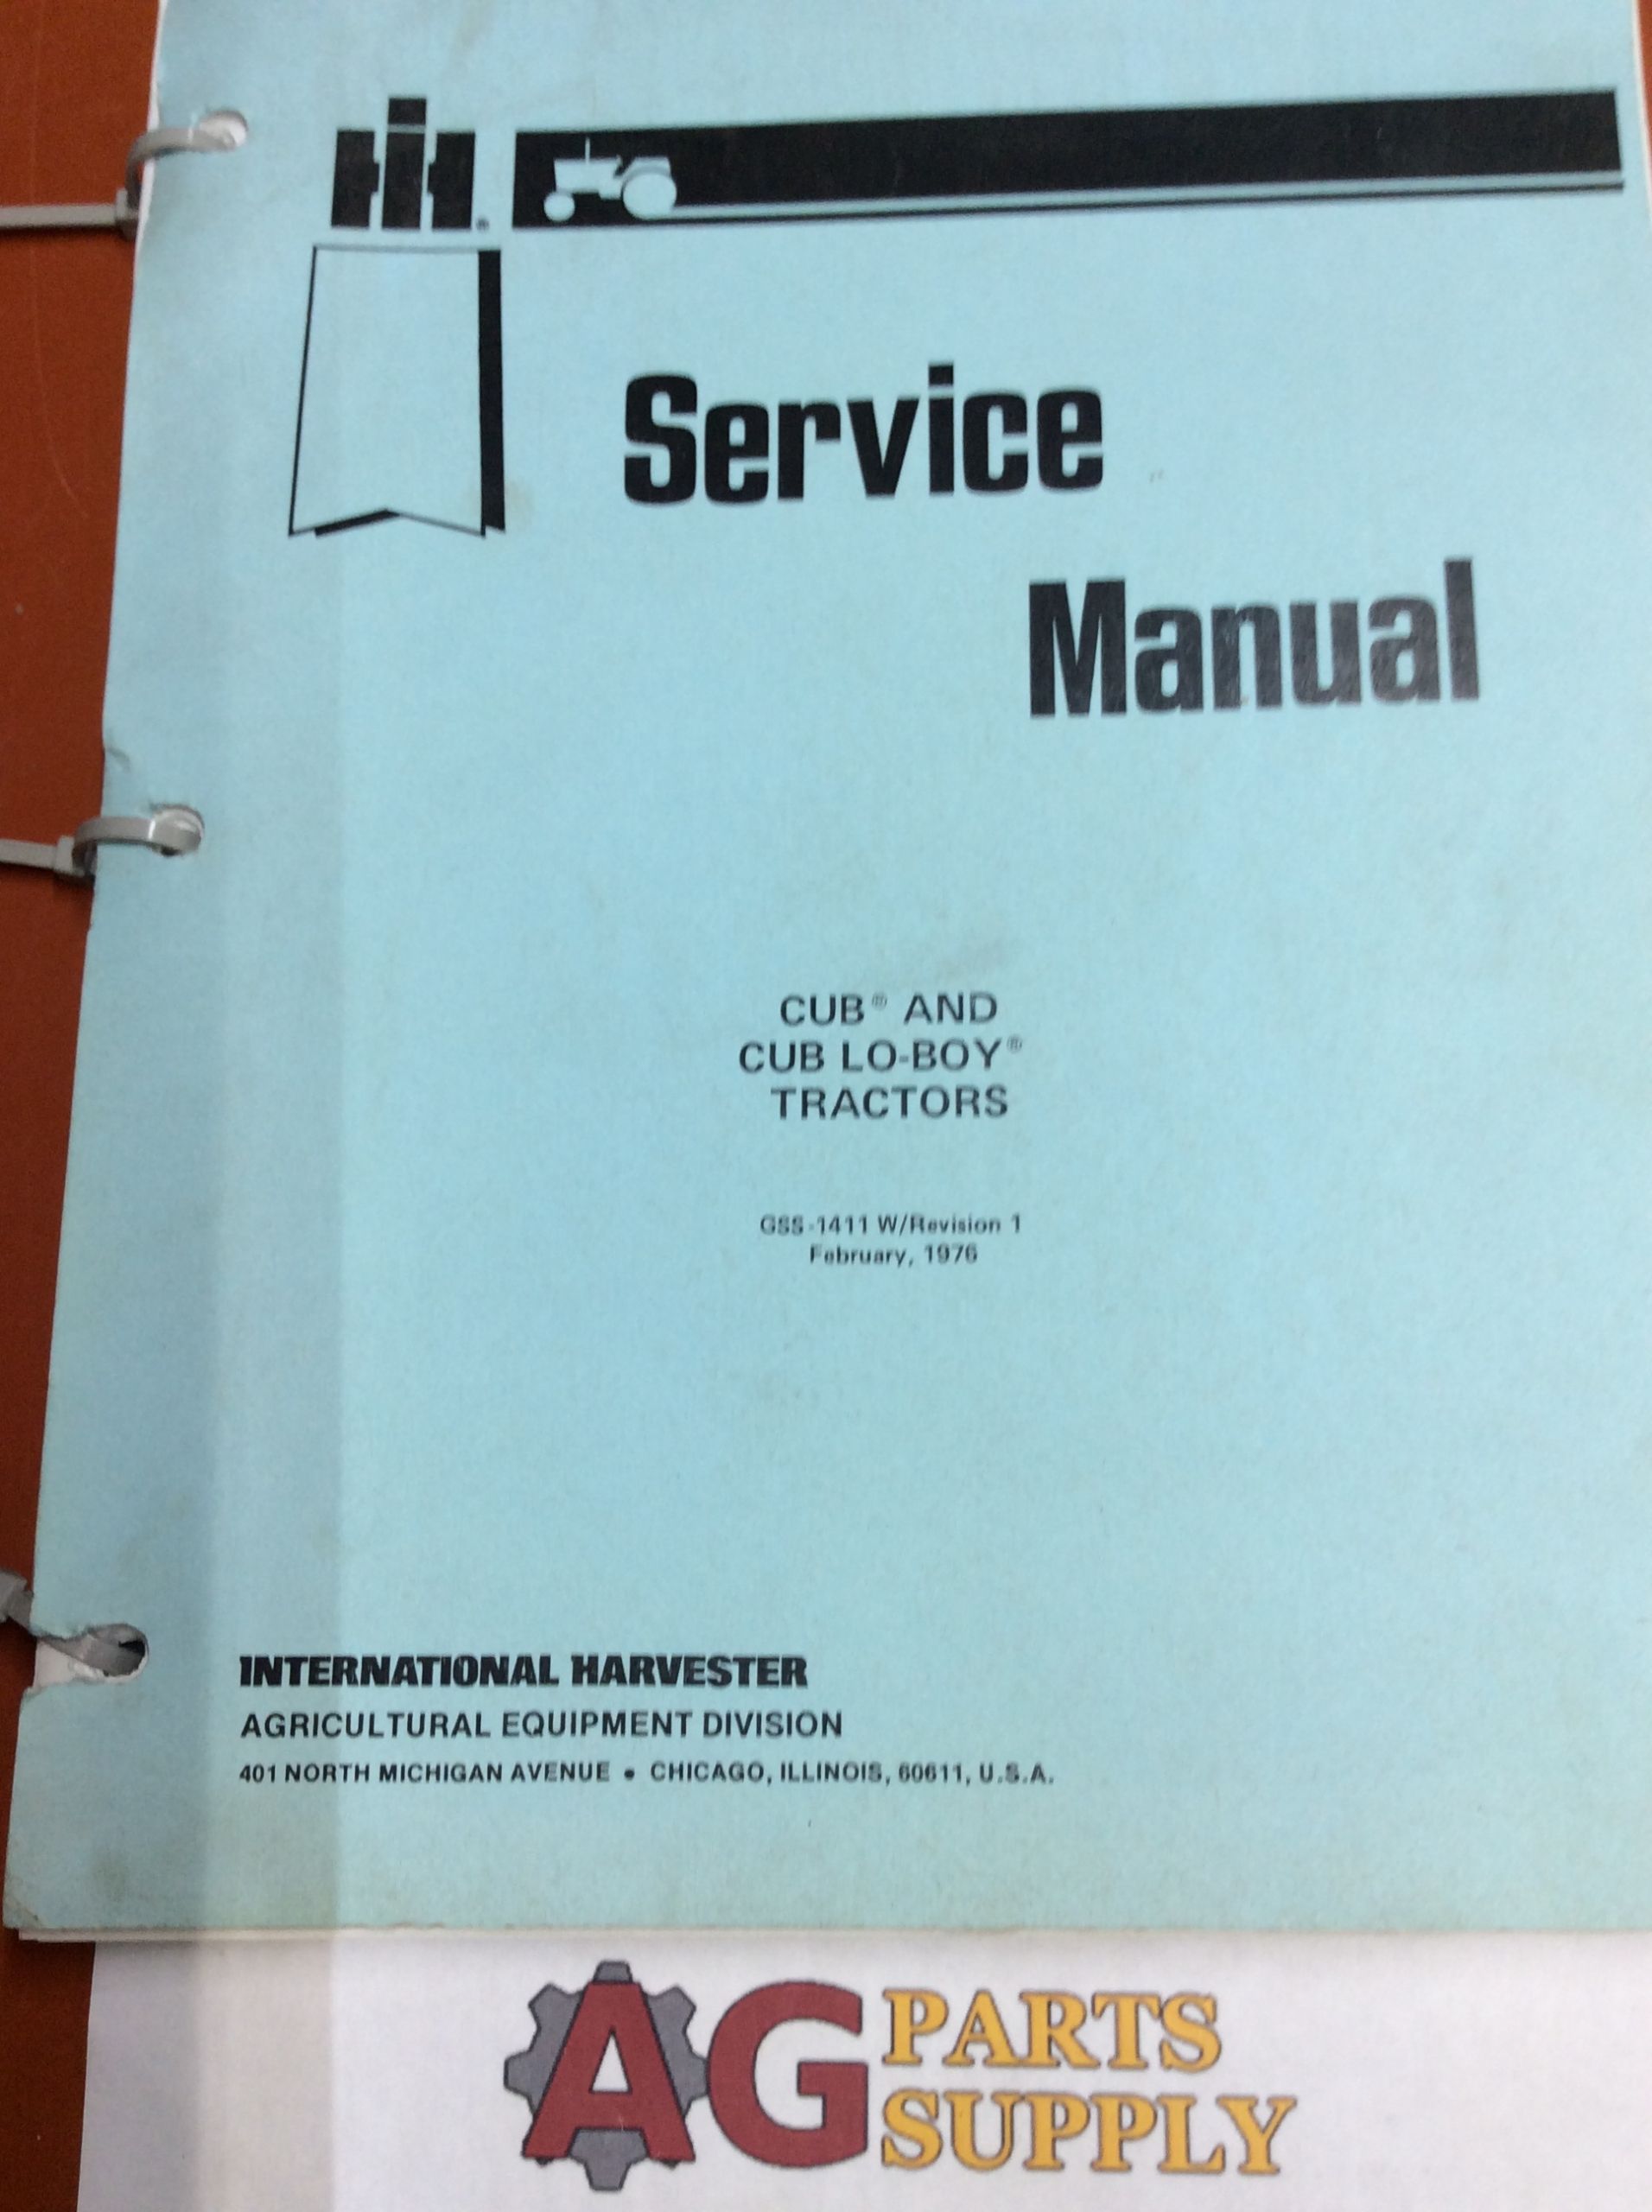 IH®
Service
Manual
CUB® AND
CUB LO-BOY®
TRACTORS
GSS-1411 W/Revision 1
February, 1976
INTERNATIONAL HARVESTER
AGRICULTURAL EQUIPMENT DIVISION
401 NORTH MICHIGAN AVENUE • CHICAGO, ILLINOIS, 60611, U.S.A.
AG PARTS
SUPPLY